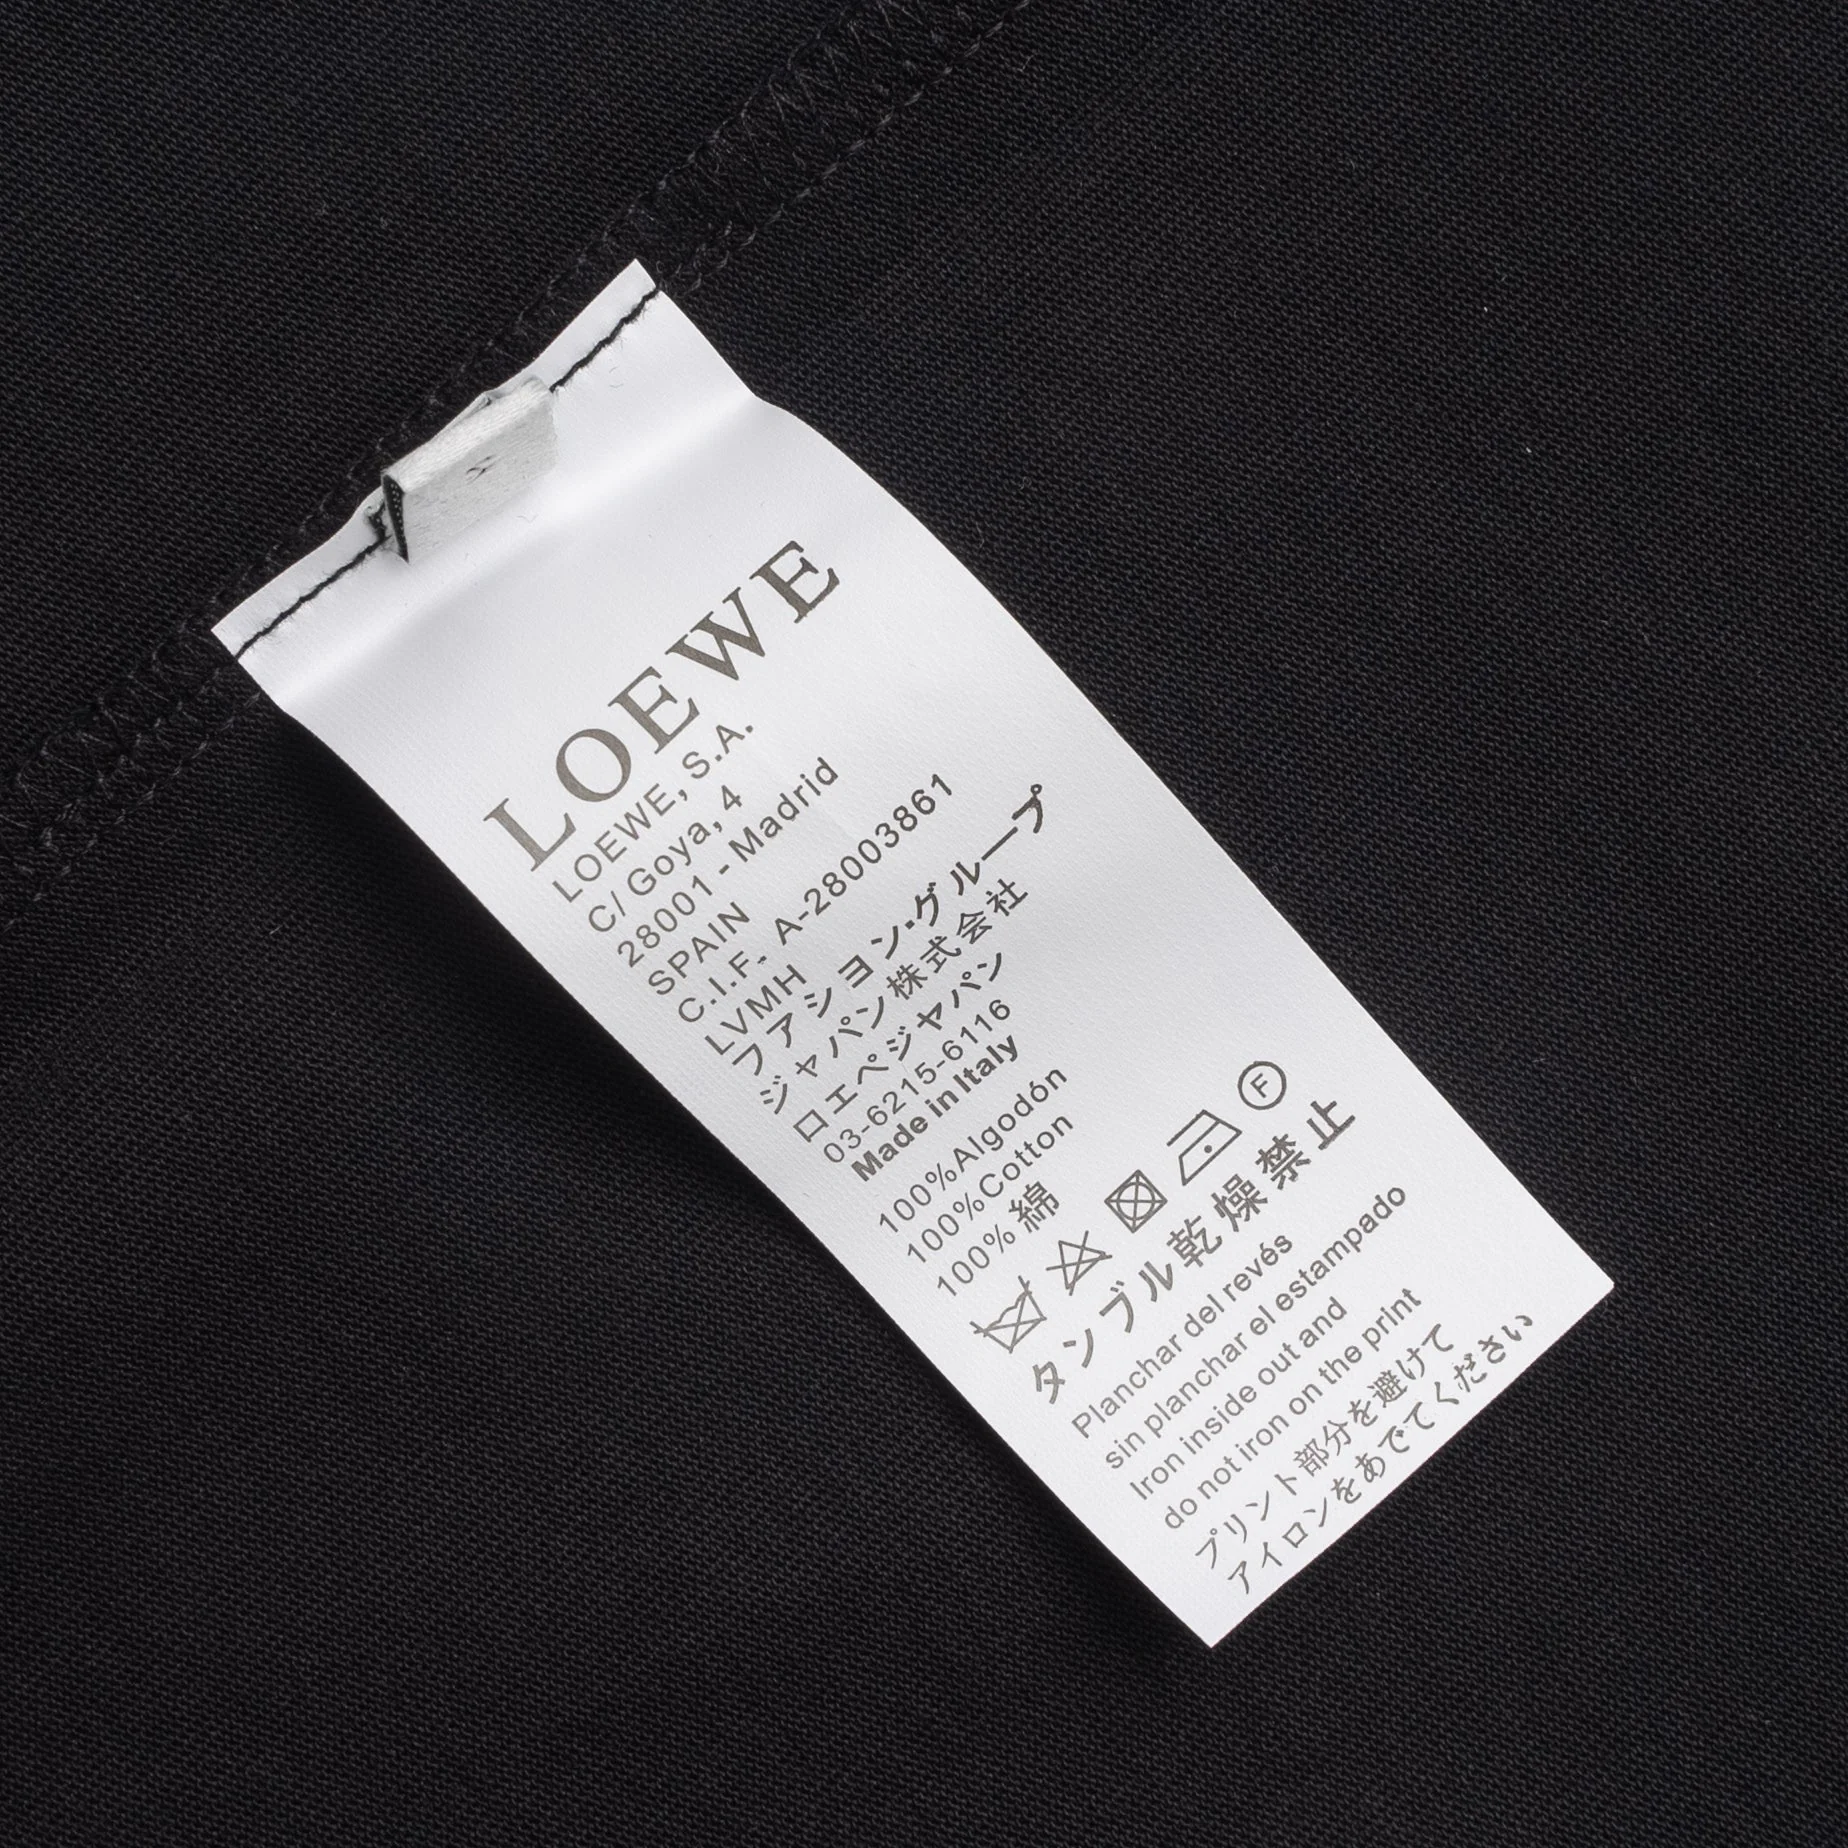 LOEWE
LOEWE, S.A.
C/ Goya, 4
28001 - Madrid
SPAIN
C.I.F. A-28003861
LVMH
ファション·グループ
ジャパン株式会社
ロエペジャパン
03-6215-6116
Made in Italy
100%Algodón
100%Cotton
100% 綿
F
タンブル乾燥禁止
Planchar del revés
sin planchar el estampado
Iron inside out and
do not iron on the print
プリント部分を避けて
アイロンをあでてください